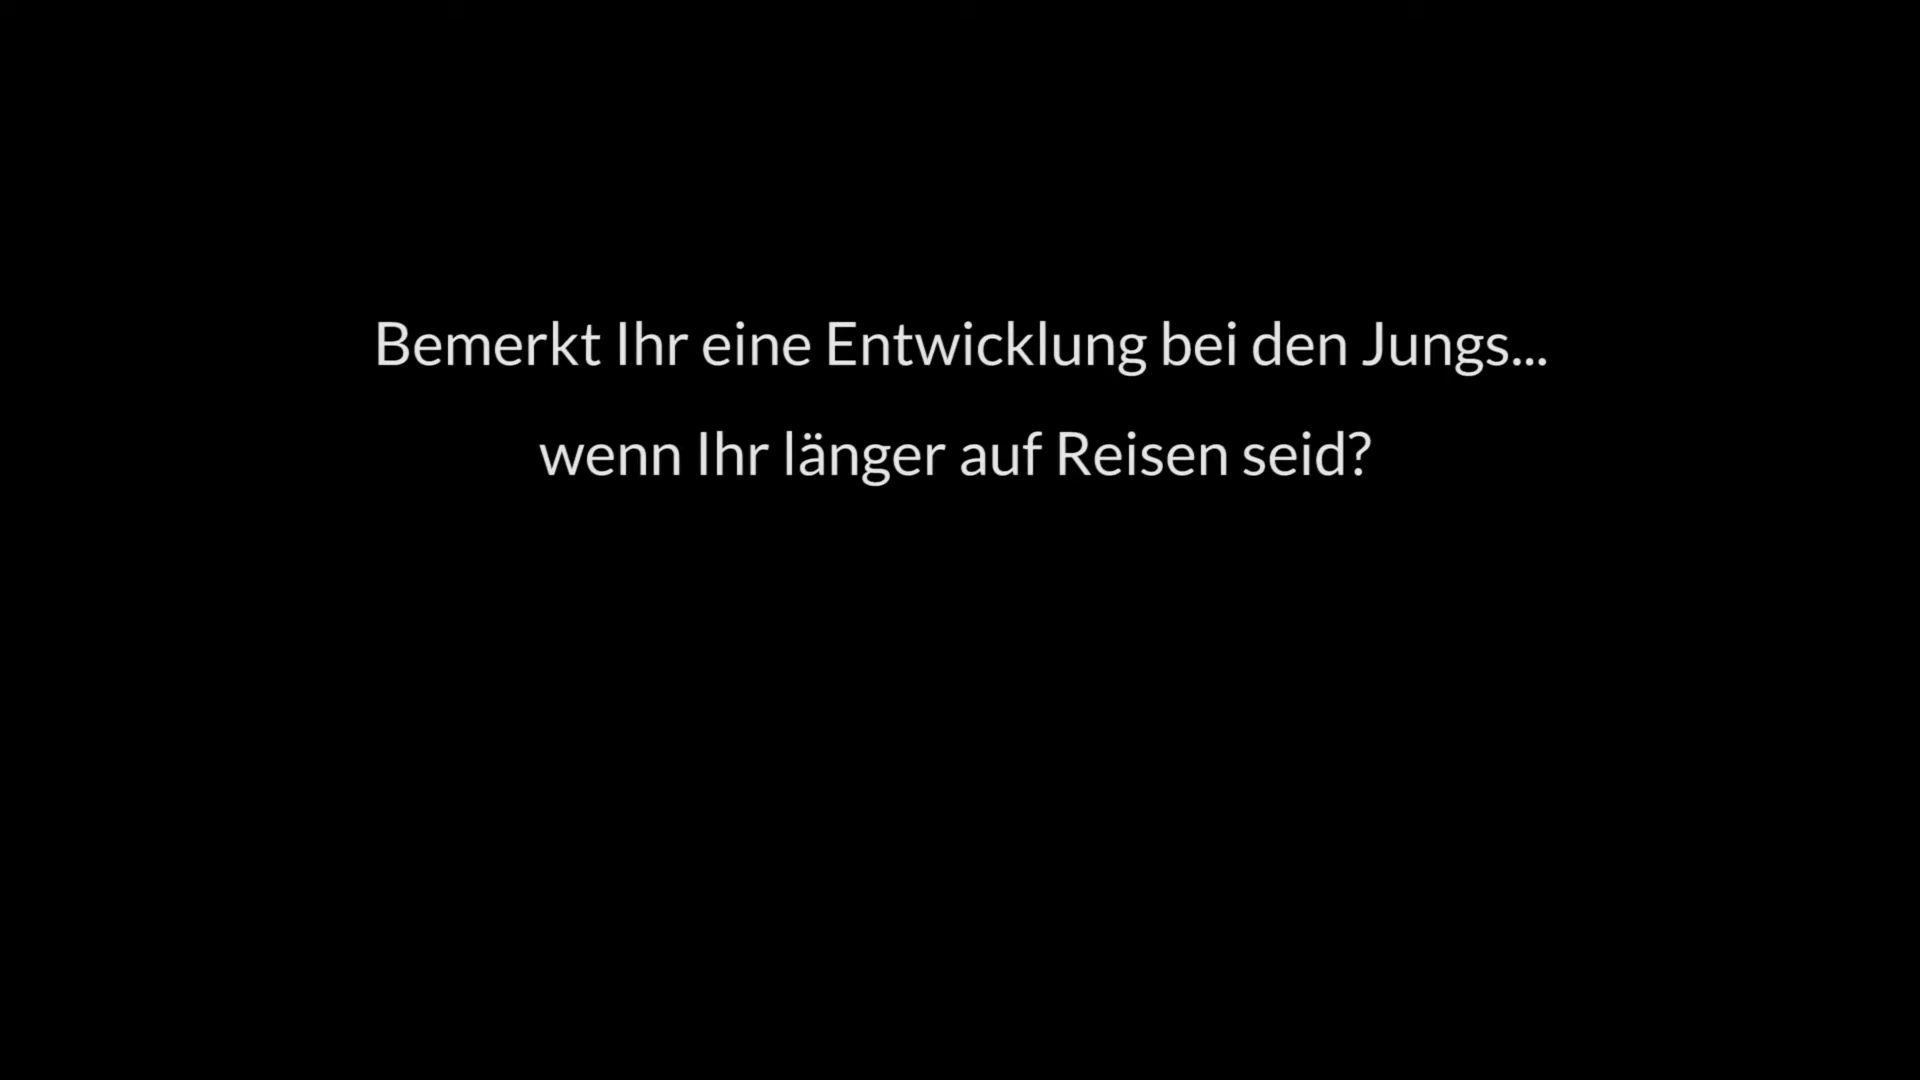 Bemerkt Ihr eine Entwicklung bei den Jungs...
wenn Ihr länger auf Reisen seid?